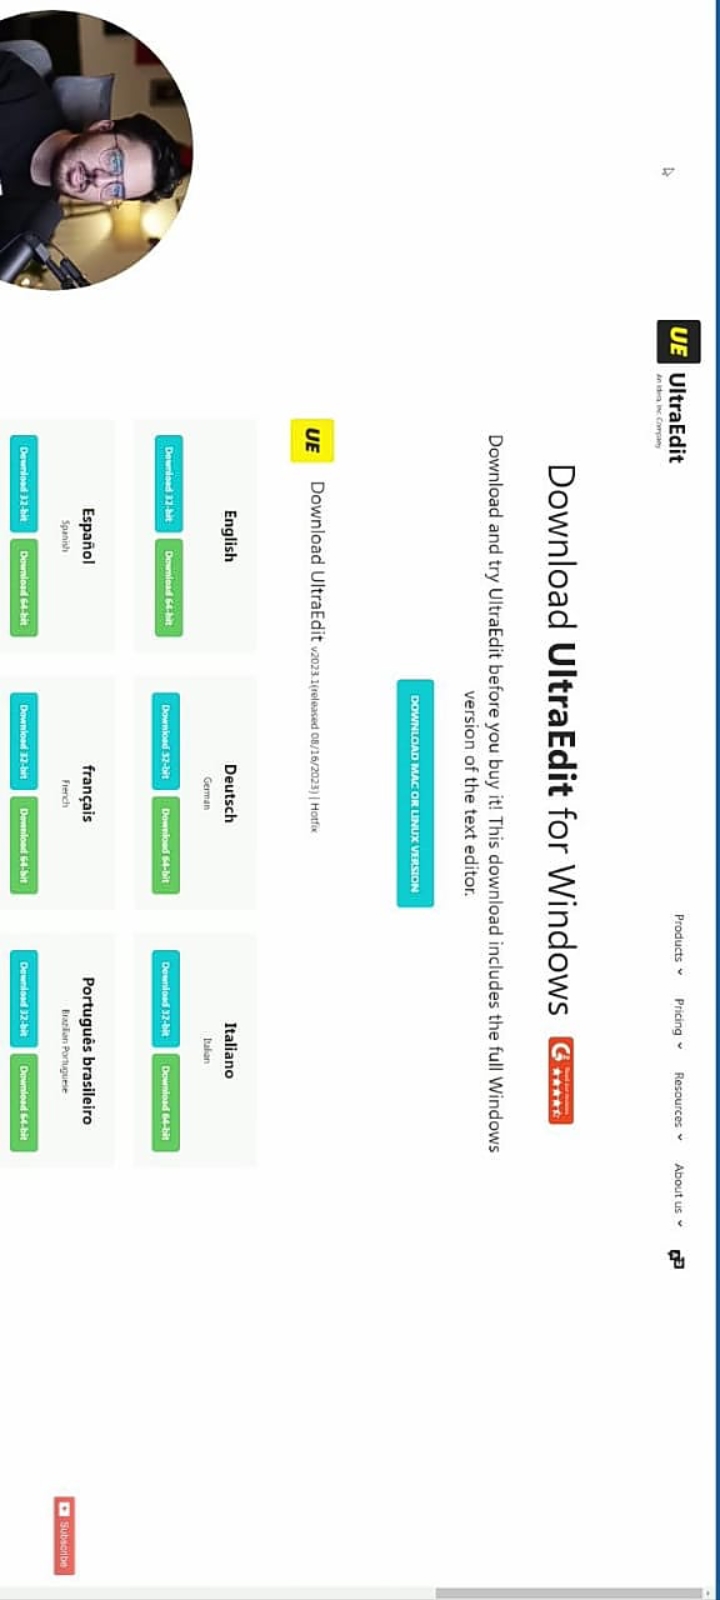 UE UltraEdit
An Idera, Inc. Company
Products Pricing Resources About us
Download UltraEdit for Windows
Read our reviews
Download and try UltraEdit before you buy it! This download includes the full Windows
version of the text editor.
DOWNLOAD MAC OR LINUX VERSION
UE Download UltraEdit v2023.1(released 08/16/2023) | Hotfix
English Deutsch Italiano
German Italian
Download 32-bit Download 64-bit Download 32-bit Download 64-bit Download 32-bit Download 64-bit
Español français Português brasileiro
Spanish French Brazilian Portuguese
Subscribe
Download 32-bit Download 64-bit Download 32-bit Download 64-bit Download 32-bit Download 64-bit